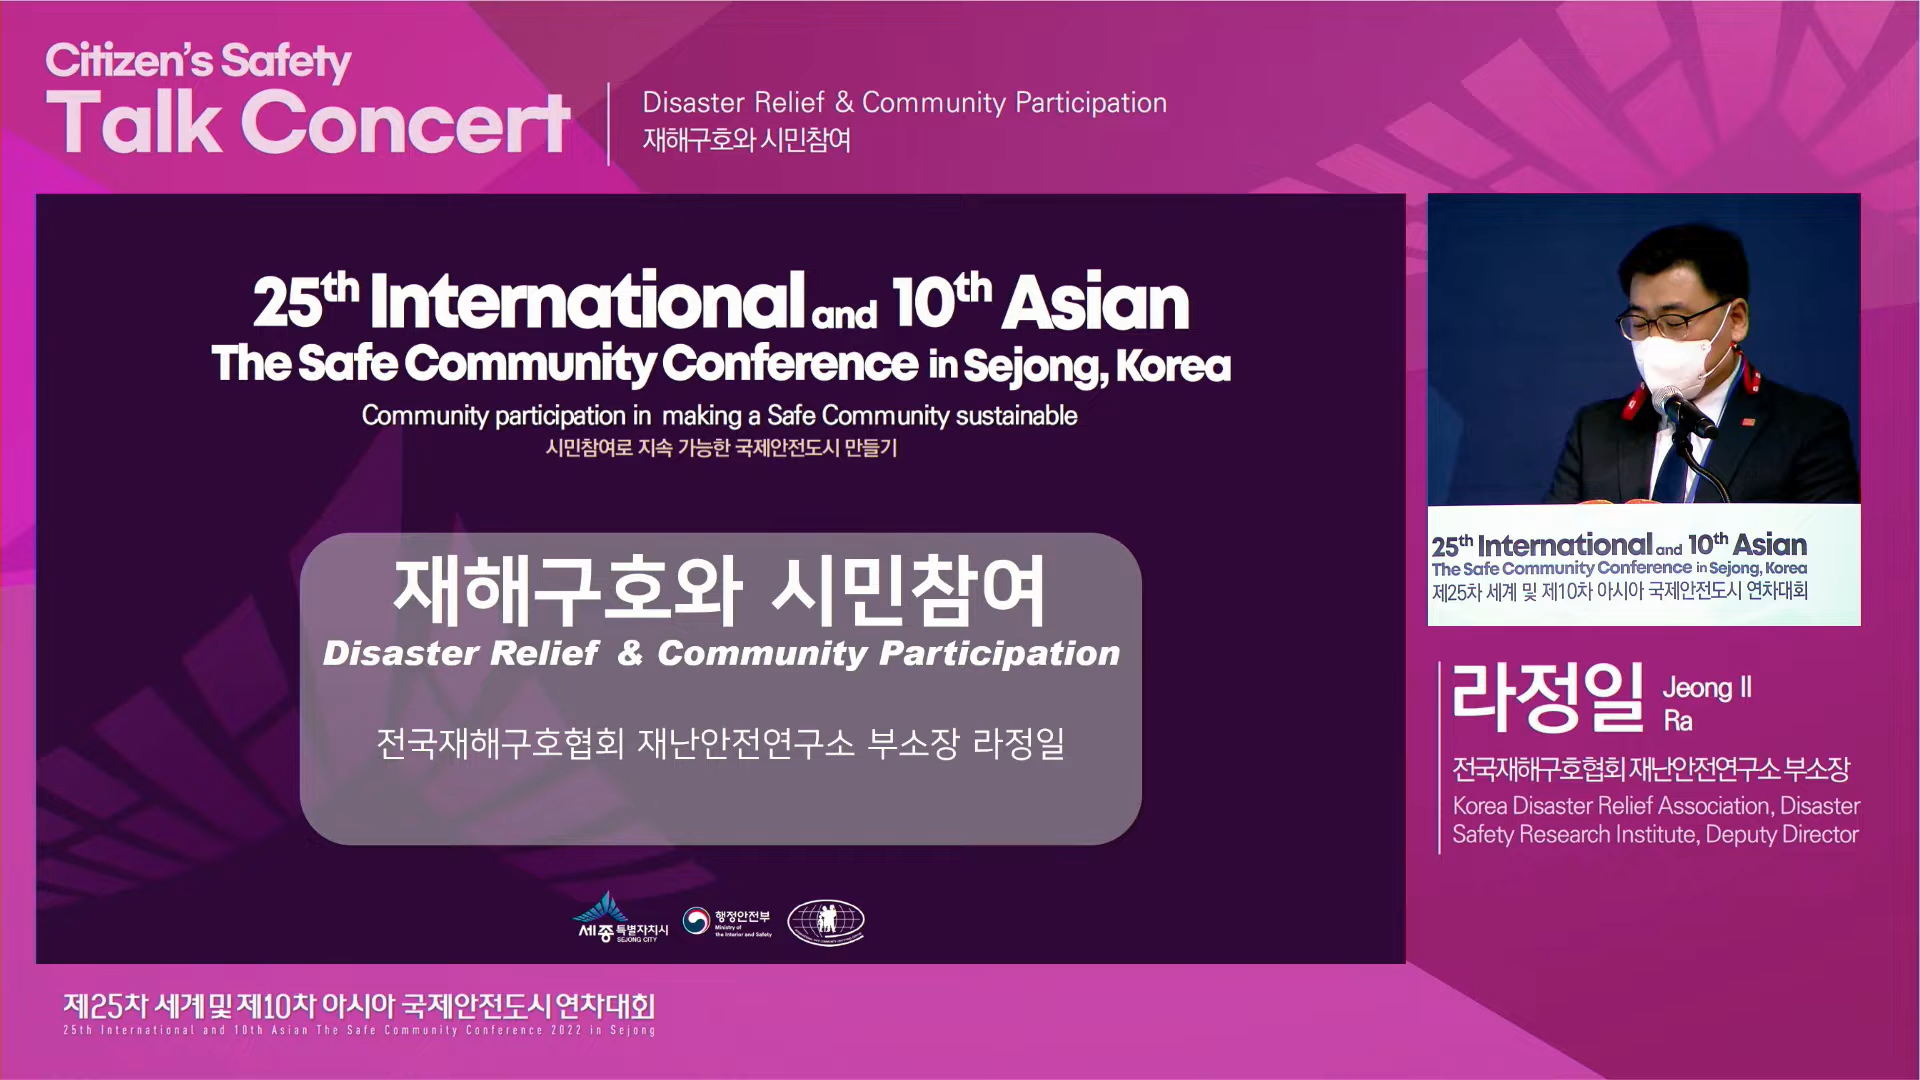 Citizen's Safety
Talk Concert
Disaster Relief & Community Participation
재해구호와 시민참여
25th International and 10th Asian
The Safe Community Conference in Sejong, Korea
Community participation in making a Safe Community sustainable
시민참여로 지속 가능한 국제안전도시 만들기
재해구호와 시민참여
Disaster Relief & Community Participation
전국재해구호협회 재난안전연구소 부소장 라정일
세종특별자치시
SEJONG CITY
행정안전부
Ministry of
the Interior and Safety
25th International and 10th Asian
The Safe Community Conference in Sejong, Korea
제25차 세계 및 제10차 아시아 국제안전도시 연차대회
라정일
Jeong Il
Ra
전국재해구호협회 재난안전연구소 부소장
Korea Disaster Relief Association, Disaster
Safety Research Institute, Deputy Director
제25차 세계 및 제10차 아시아 국제안전도시 연차대회
25th International and 10th Asian The Safe Community Conference 2022 in Sejong